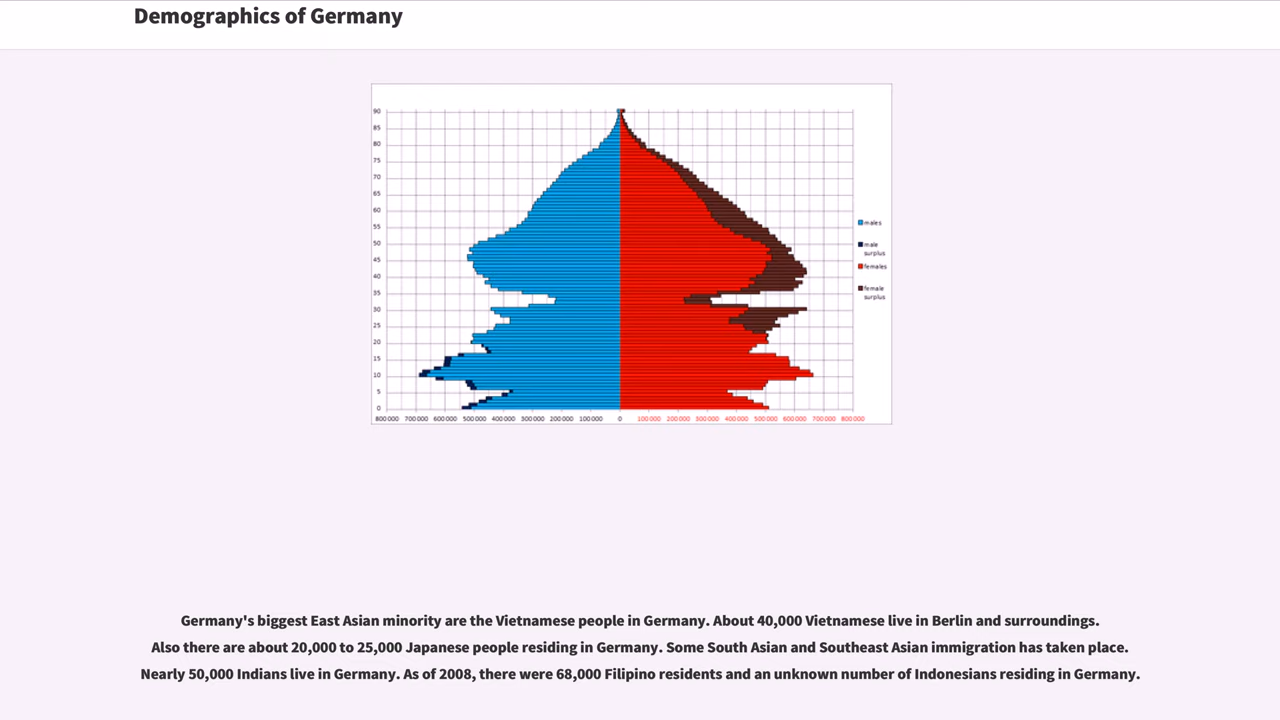 Demographics of Germany
90
85
80
75
70
65
60
55
50
45
40
35
30
25
20
15
10
5
0
800 000 700 000 600 000 500 000 400 000 300 000 200 000 100 000 0 100 000 200 000 300 000 400 000 500 000 600 000 700 000 800 000
males
male
surplus
females
female
surplus
Germany's biggest East Asian minority are the Vietnamese people in Germany. About 40,000 Vietnamese live in Berlin and surroundings.
Also there are about 20,000 to 25,000 Japanese people residing in Germany. Some South Asian and Southeast Asian immigration has taken place.
Nearly 50,000 Indians live in Germany. As of 2008, there were 68,000 Filipino residents and an unknown number of Indonesians residing in Germany.